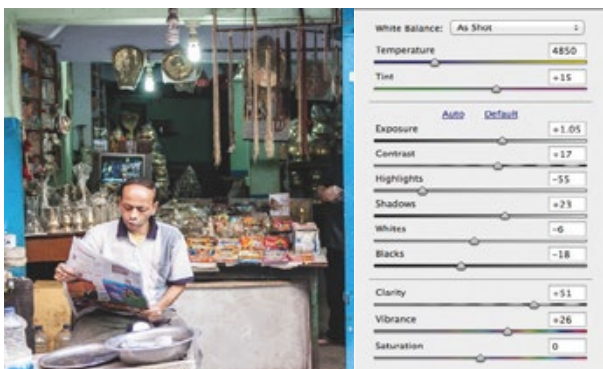 White Balance: As Shot
Temperature 4850
Tint +15
Auto Default
Exposure +1.05
Contrast +17
Highlights -55
Shadows +23
Whites -6
Blacks -18
Clarity +51
Vibrance +26
Saturation 0